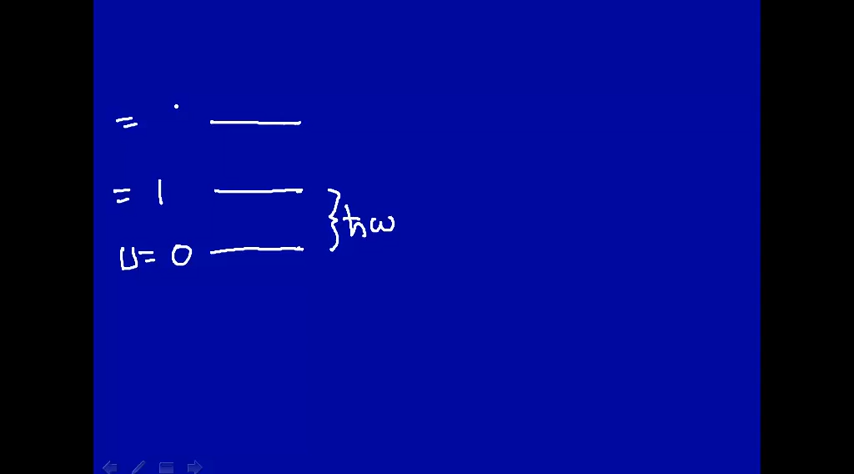 =
= 1
υ = 0
} ħω